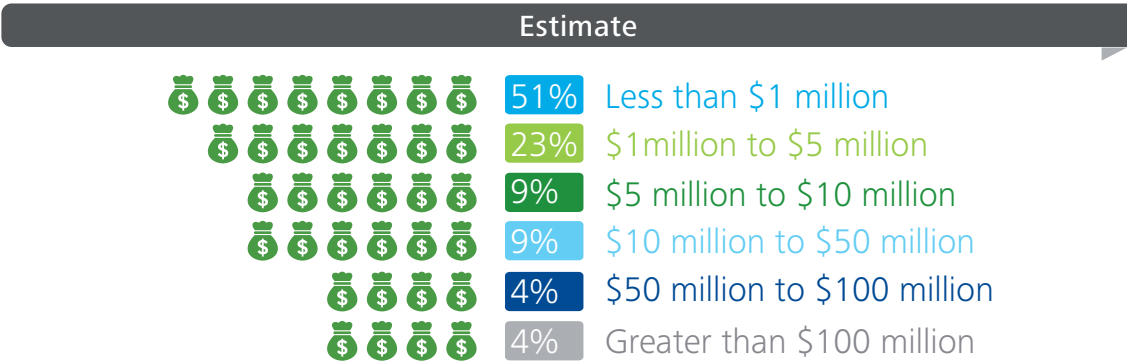 Estimate
51% Less than $1 million
23% $1million to $5 million
9% $5 million to $10 million
9% $10 million to $50 million
4% $50 million to $100 million
4% Greater than $100 million